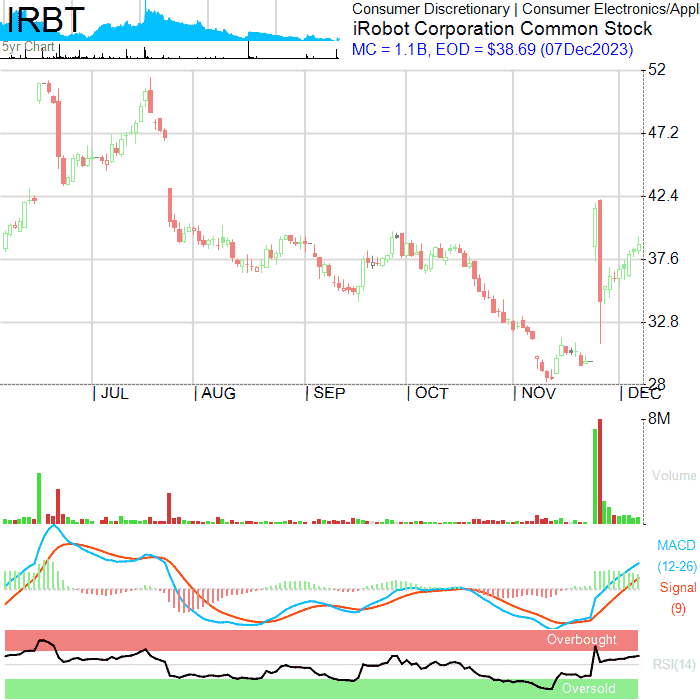 IRBT
5yr Chart
Consumer Discretionary | Consumer Electronics/Appl
iRobot Corporation Common Stock
MC = 1.1B, EOD = $38.69 (07Dec2023)
52
47.2
42.4
37.6
32.8
28
JUL AUG SEP OCT NOV DEC
8M
Volume
MACD
(12-26)
Signal
(9)
Overbought
RSI(14)
Oversold